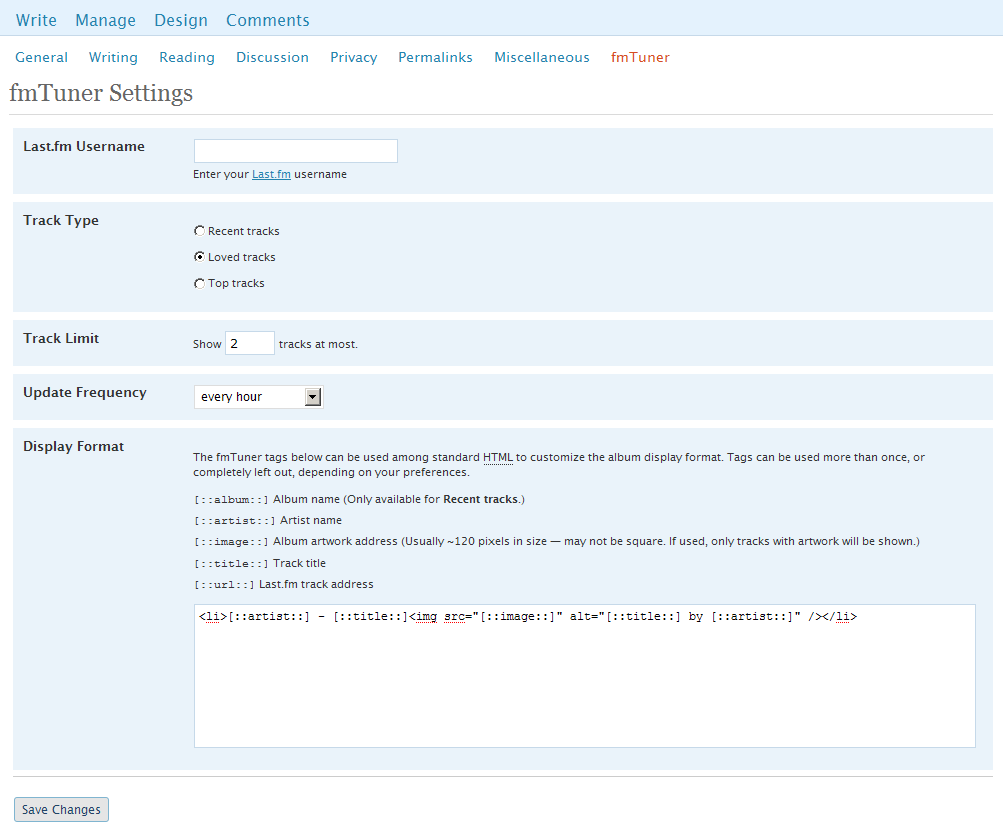 Write Manage Design Comments
General Writing Reading Discussion Privacy Permalinks Miscellaneous fmTuner
fmTuner Settings
Last.fm Username
Enter your Last.fm username
Track Type
Recent tracks
Loved tracks
Top tracks
Track Limit
Show 2 tracks at most.
Update Frequency
every hour
Display Format
The fmTuner tags below can be used among standard HTML to customize the album display format. Tags can be used more than once, or
completely left out, depending on your preferences.
[::album::] Album name (Only available for Recent tracks.)
[::artist::] Artist name
[::image::] Album artwork address (Usually ~120 pixels in size — may not be square. If used, only tracks with artwork will be shown.)
[::title::] Track title
[::url::] Last.fm track address
<li>[::artist::] - [::title::]<img src="[::image::]" alt="[::title::] by [::artist::]" /></li>
Save Changes